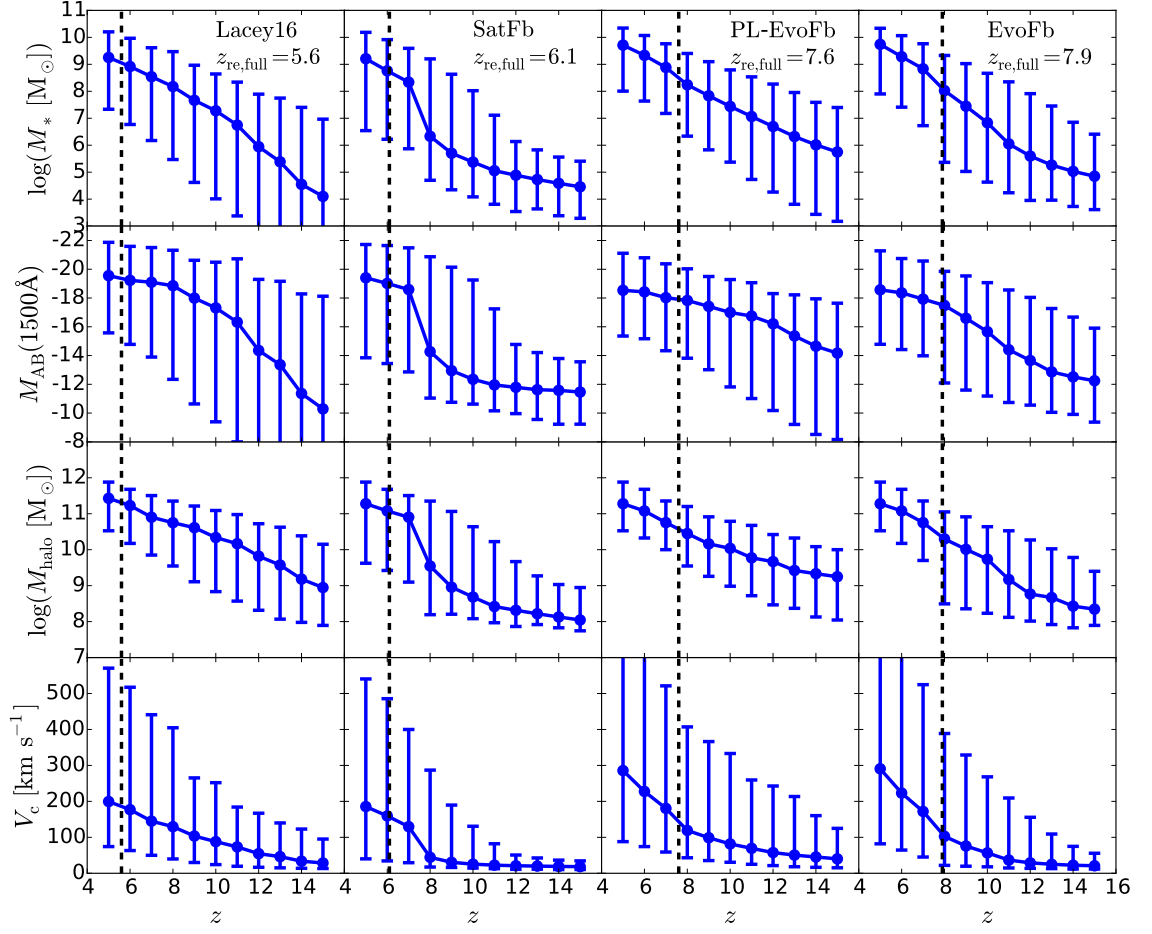 Lacey16
z_re,full=5.6
SatFb
z_re,full=6.1
PL-EvoFb
z_re,full=7.6
EvoFb
z_re,full=7.9
log(M_* [M_⊙])
11
10
9
8
7
6
5
4
3
M_AB(1500Å)
-22
-20
-18
-16
-14
-12
-10
-8
log(M_halo [M_⊙])
12
11
10
9
8
7
V_c [km s^−1]
500
400
300
200
100
0
4 6 8 10 12 14 4 6 8 10 12 14 4 6 8 10 12 14 4 6 8 10 12 14 16
z z z z